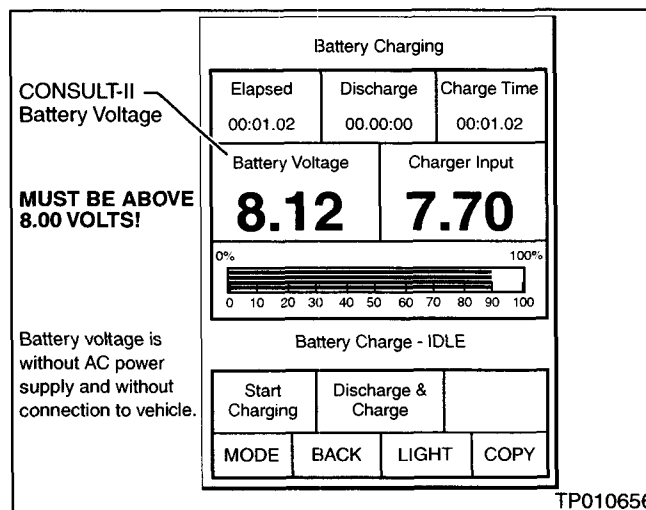 Battery Charging
CONSULT-II
Battery Voltage
MUST BE ABOVE
8.00 VOLTS!
Battery voltage is
without AC power
supply and without
connection to vehicle.
Elapsed
00:01.02
Discharge
00.00:00
Charge Time
00:01.02
Battery Voltage
8.12
Charger Input
7.70
0% 100%
0 10 20 30 40 50 60 70 80 90 100
Battery Charge - IDLE
Start
Charging
Discharge &
Charge
MODE BACK LIGHT COPY
TP010656